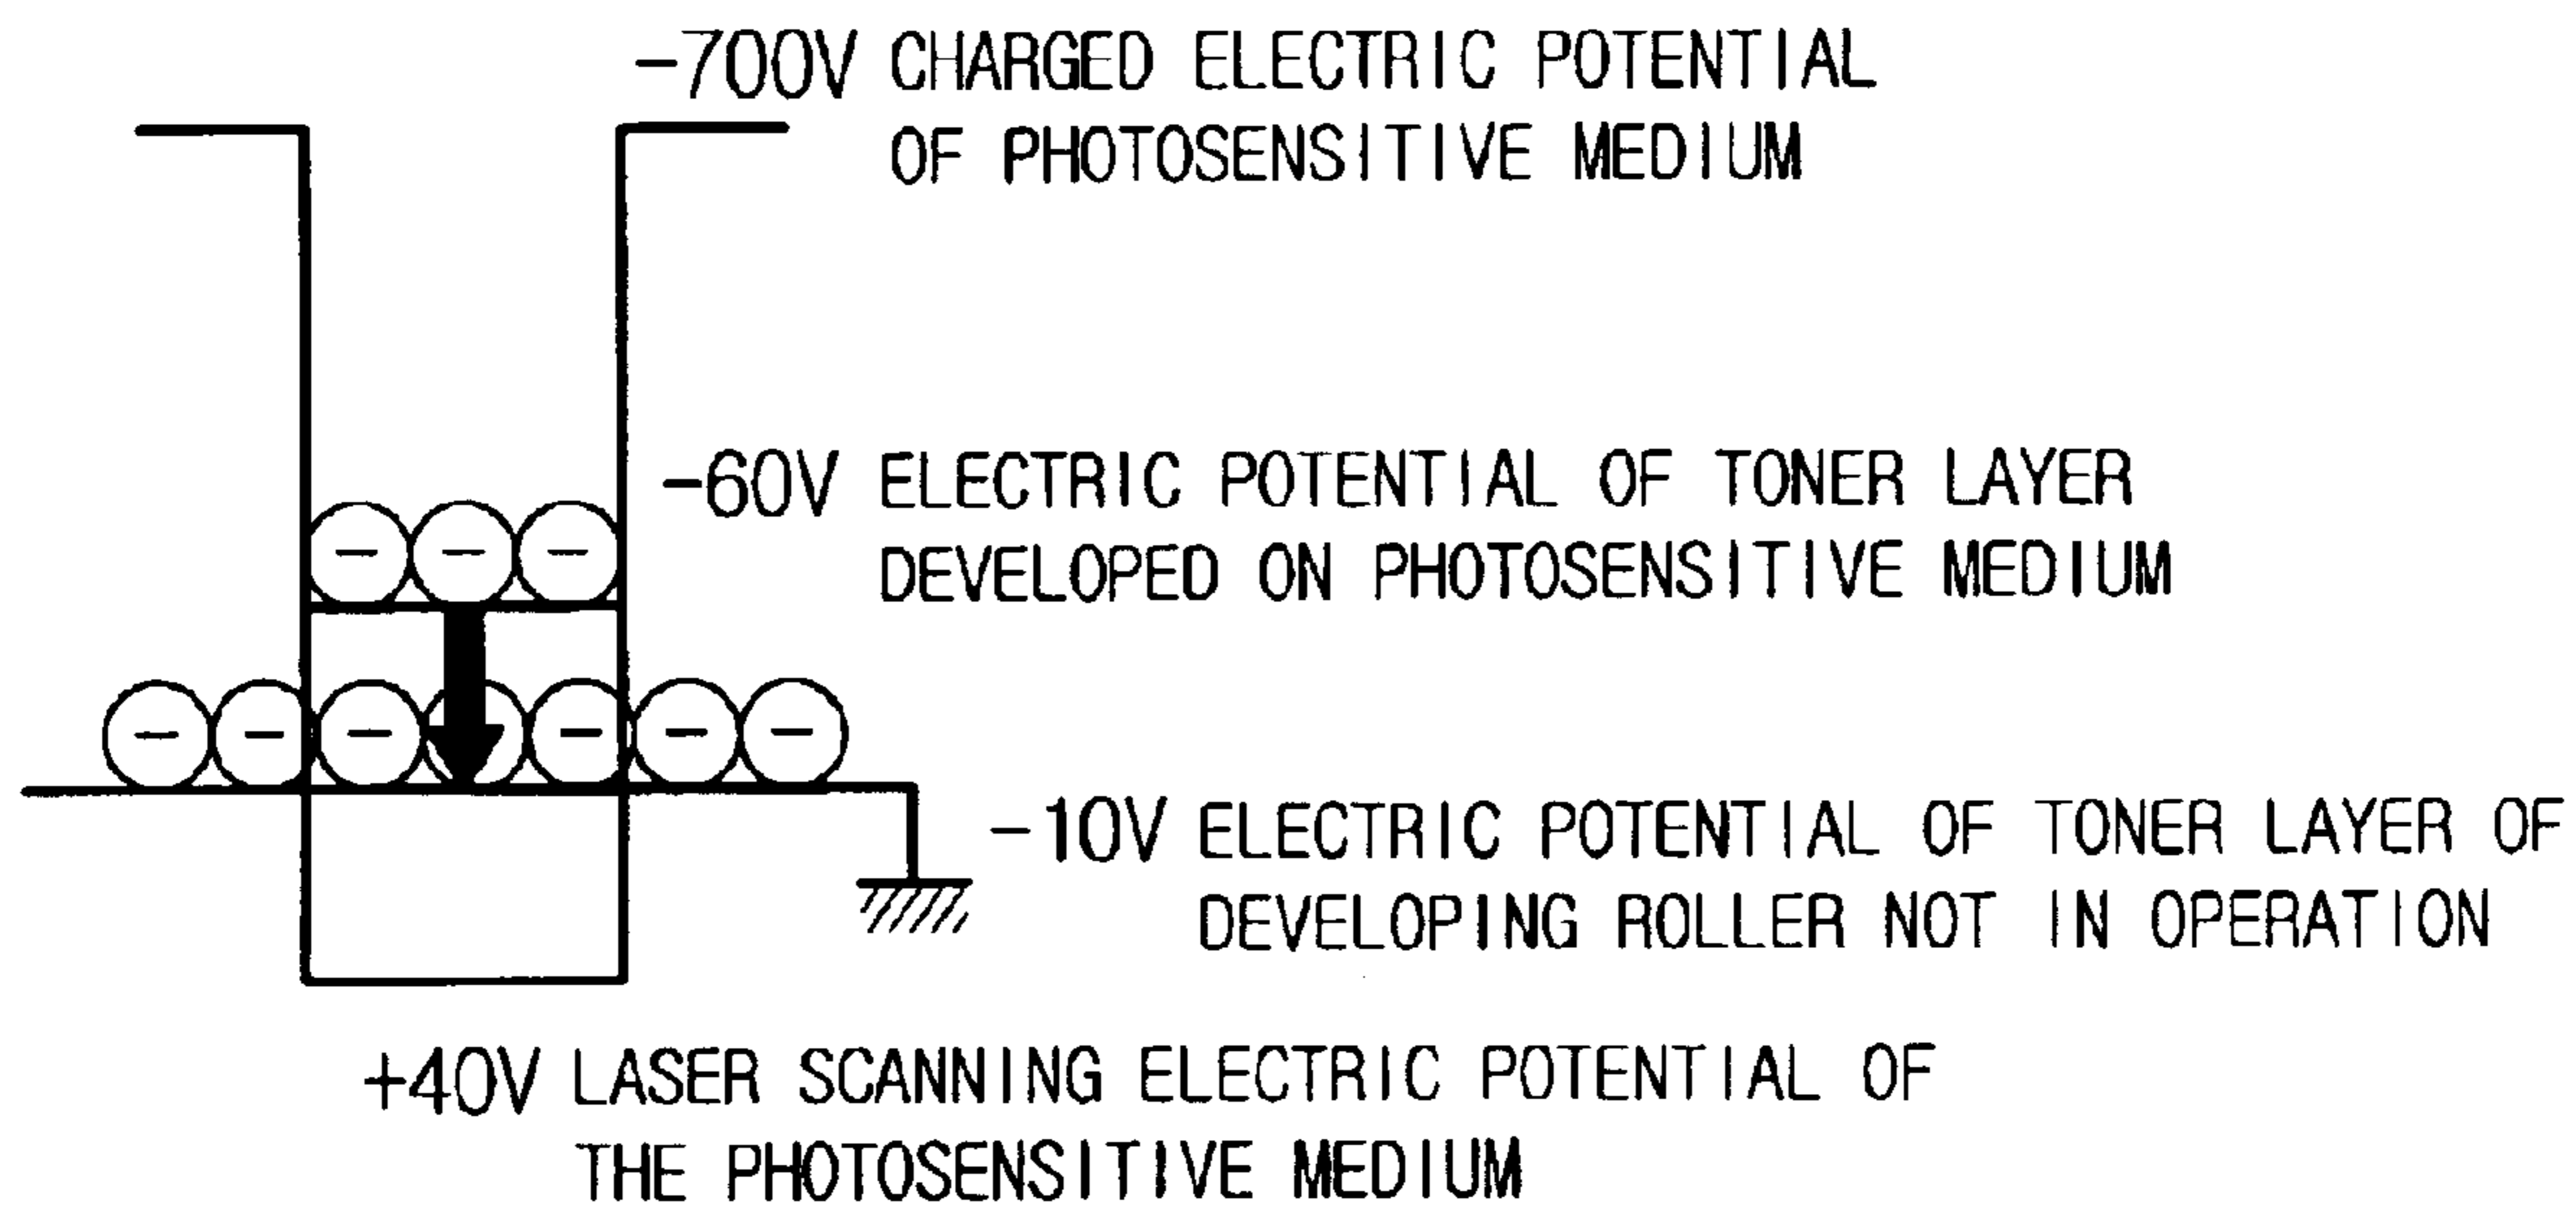 -700V CHARGED ELECTRIC POTENTIAL
OF PHOTOSENSITIVE MEDIUM
-60V ELECTRIC POTENTIAL OF TONER LAYER
DEVELOPED ON PHOTOSENSITIVE MEDIUM
-10V ELECTRIC POTENTIAL OF TONER LAYER OF
DEVELOPING ROLLER NOT IN OPERATION
+40V LASER SCANNING ELECTRIC POTENTIAL OF
THE PHOTOSENSITIVE MEDIUM